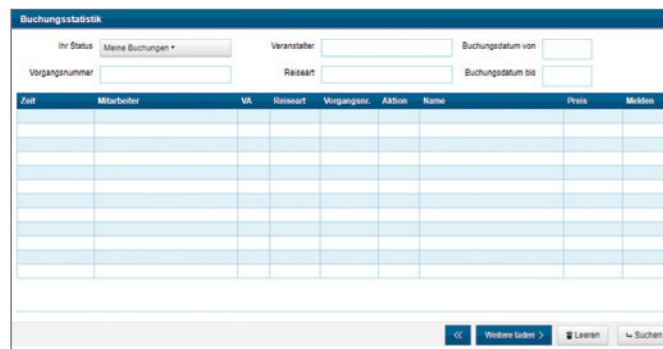 Buchungsstatistik
Ihr Status Meine Buchungen Veranstalter Buchungsdatum von
Vorgangsnummer Reiseart Buchungsdatum bis
Zeit Mitarbeiter VA Reiseart Vorgangsnr. Aktion Name Preis Melden
« Weitere laden > Leeren Suchen